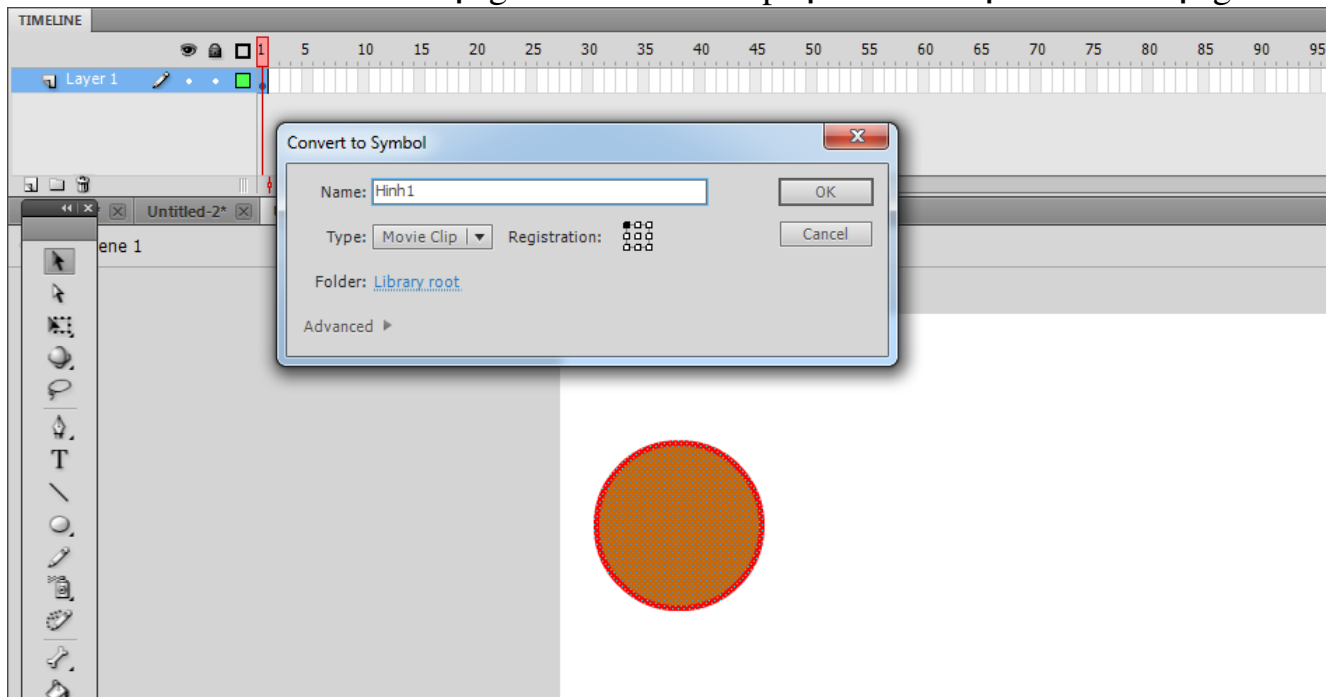 TIMELINE
1 5 10 15 20 25 30 35 40 45 50 55 60 65 70 75 80 85 90 95
Layer 1
Convert to Symbol
Name: Hinh1
OK
Type: Movie Clip
Registration:
Cancel
Folder: Library root
Advanced
Untitled-2*
ene 1
T